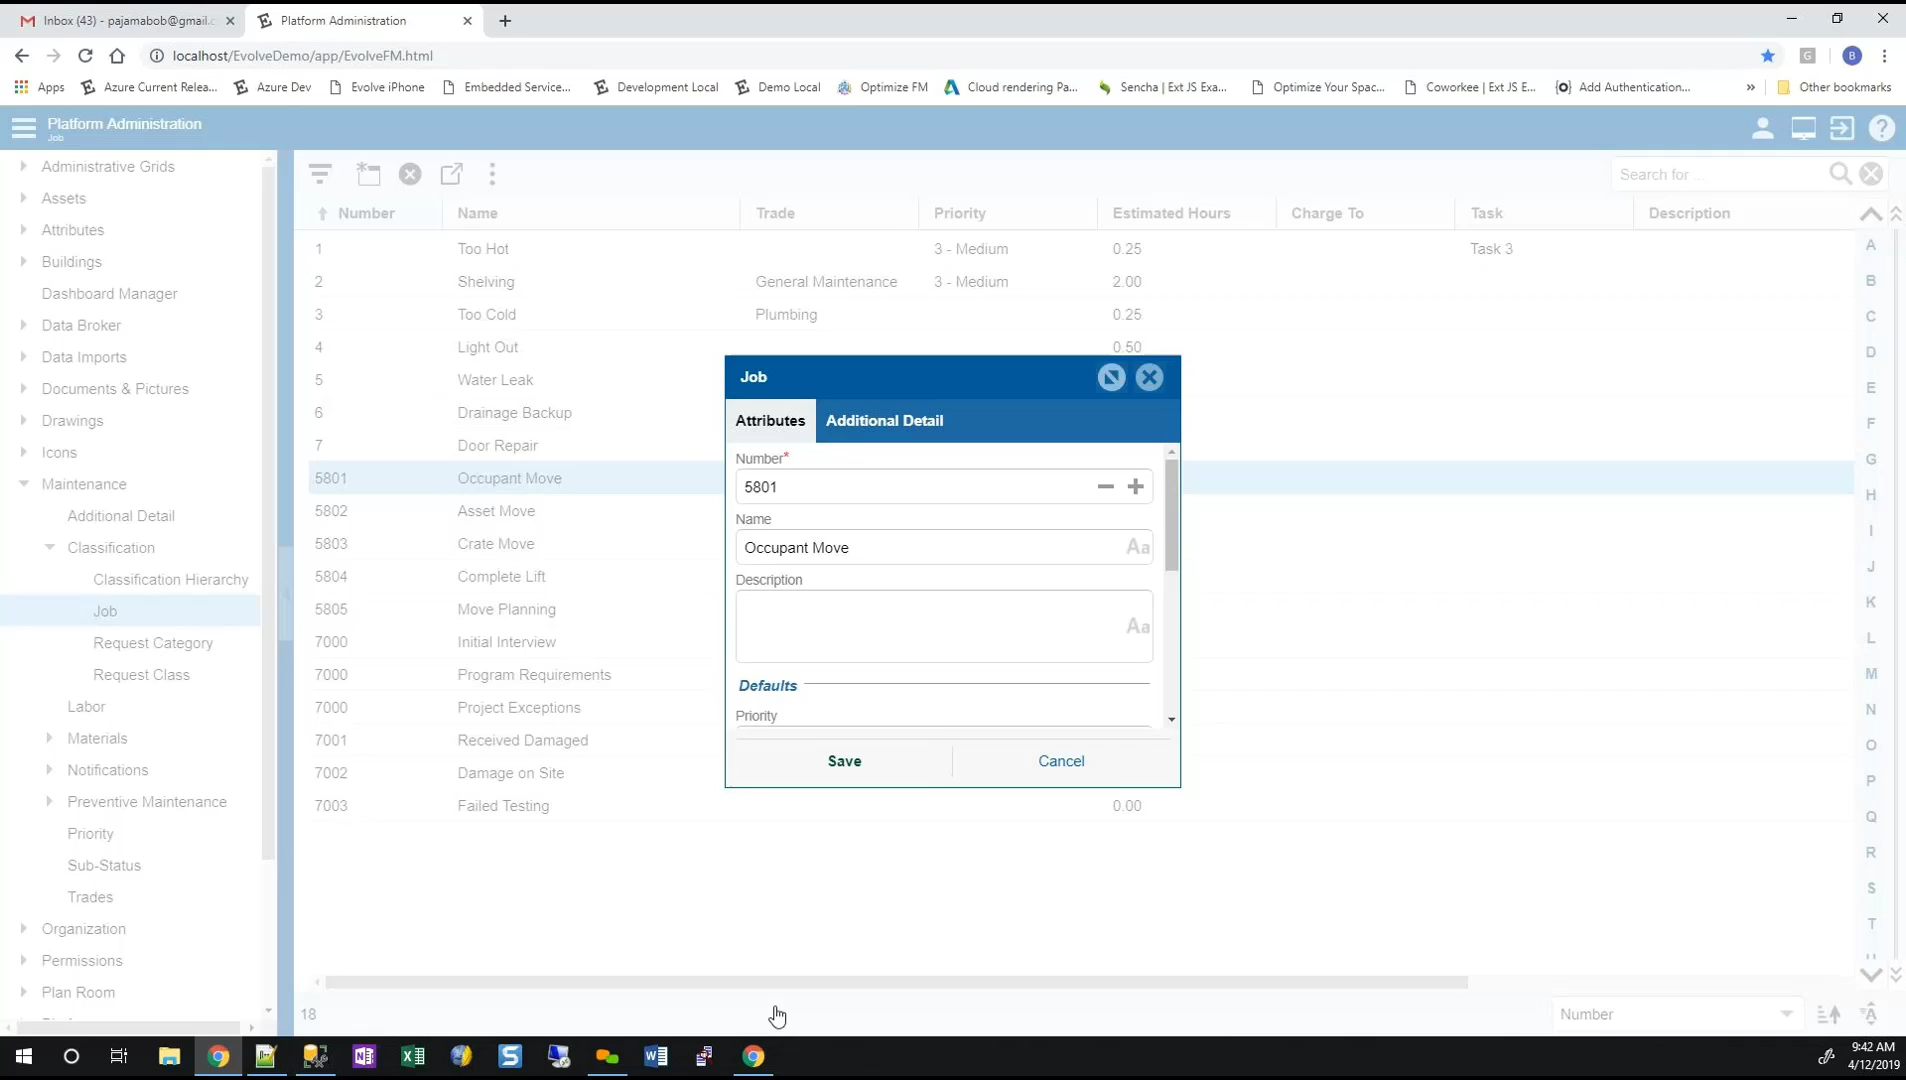 Inbox (43) - pajamabob@gmail.c
Platform Administration
localhost/EvolveDemo/app/EvolveFM.html
G
B
Apps
Azure Current Relea...
Azure Dev
Evolve iPhone
Embedded Service...
Development Local
Demo Local
Optimize FM
Cloud rendering Pa...
Sencha | Ext JS Exa...
Optimize Your Spac...
Coworkee | Ext JS E...
Add Authentication...
»
Other bookmarks
Platform Administration
Job
Administrative Grids
Assets
Attributes
Buildings
Dashboard Manager
Data Broker
Data Imports
Documents & Pictures
Drawings
Icons
Maintenance
Additional Detail
Classification
Classification Hierarchy
Job
Request Category
Request Class
Labor
Materials
Notifications
Preventive Maintenance
Priority
Sub-Status
Trades
Organization
Permissions
Plan Room
Search for ...
Number Name Trade Priority Estimated Hours Charge To Task Description
1 Too Hot 3 - Medium 0.25 Task 3
2 Shelving General Maintenance 3 - Medium 2.00
3 Too Cold Plumbing 0.25
4 Light Out 0.50
5 Water Leak
6 Drainage Backup
7 Door Repair
5801 Occupant Move
5802 Asset Move
5803 Crate Move
5804 Complete Lift
5805 Move Planning
7000 Initial Interview
7000 Program Requirements
7000 Project Exceptions
7001 Received Damaged
7002 Damage on Site
7003 Failed Testing 0.00
Job
Attributes Additional Detail
Number*
5801
Name
Occupant Move Aa
Description
Aa
Defaults
Priority
Save Cancel
A
B
C
D
E
F
G
H
I
J
K
L
M
N
O
P
Q
R
S
T
18
Number
9:42 AM
4/12/2019